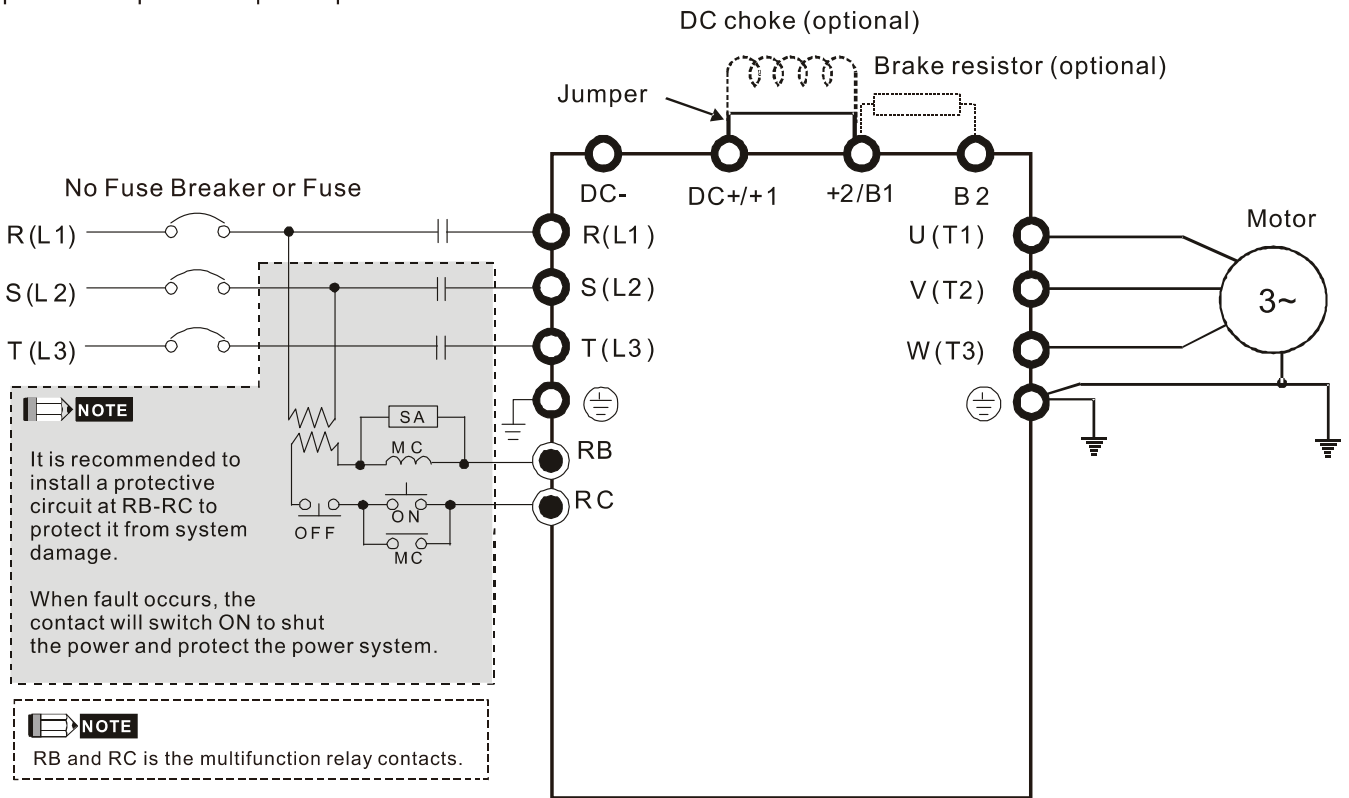 DC choke (optional)
Brake resistor (optional)
Jumper
No Fuse Breaker or Fuse
DC-
DC+/+1
+2/B1
B2
Motor
R(L1)
R(L1)
U(T1)
S(L2)
S(L2)
V(T2)
3~
T(L3)
T(L3)
W(T3)
NOTE
SA
It is recommended to
install a protective
circuit at RB-RC to
protect it from system
damage.
MC
RB
ON
RC
OFF
MC
When fault occurs, the
contact will switch ON to shut
the power and protect the power system.
NOTE
RB and RC is the multifunction relay contacts.